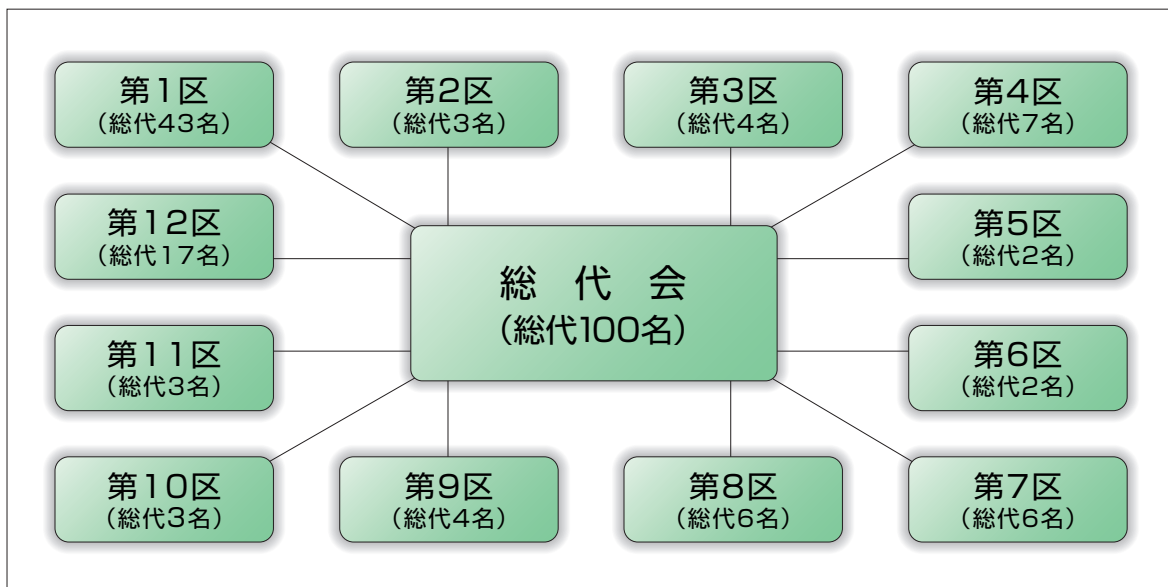 第1区
(総代43名)
第2区
(総代3名)
第3区
(総代4名)
第4区
(総代7名)
第12区
(総代17名)
第5区
(総代2名)
総代会
(総代100名)
第11区
(総代3名)
第6区
(総代2名)
第10区
(総代3名)
第9区
(総代4名)
第8区
(総代6名)
第7区
(総代6名)